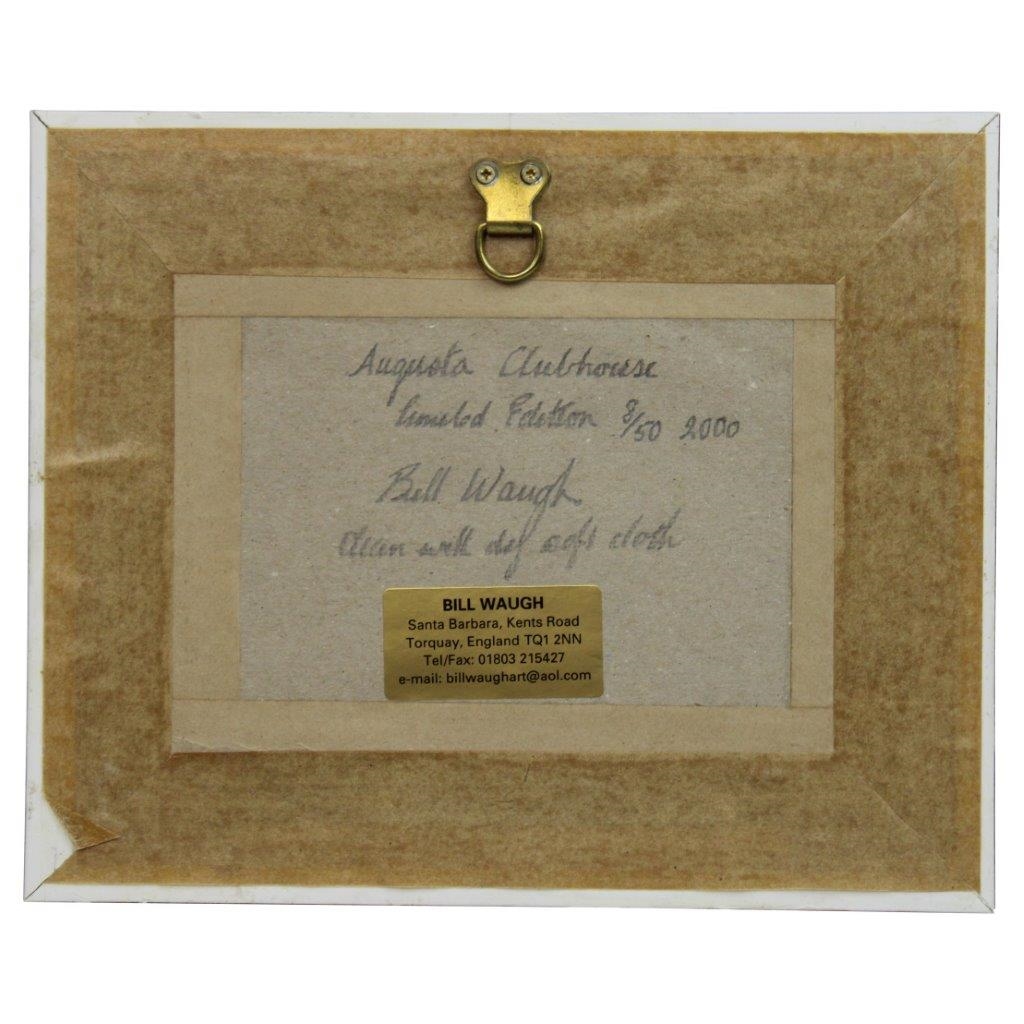 Augusta Clubhouse
Limited Edition 8/50 2000
Bill Waugh
Clean with dry soft cloth
BILL WAUGH
Santa Barbara, Kents Road
Torquay, England TQ1 2NN
Tel/Fax: 01803 215427
e-mail: billwaughart@aol.com